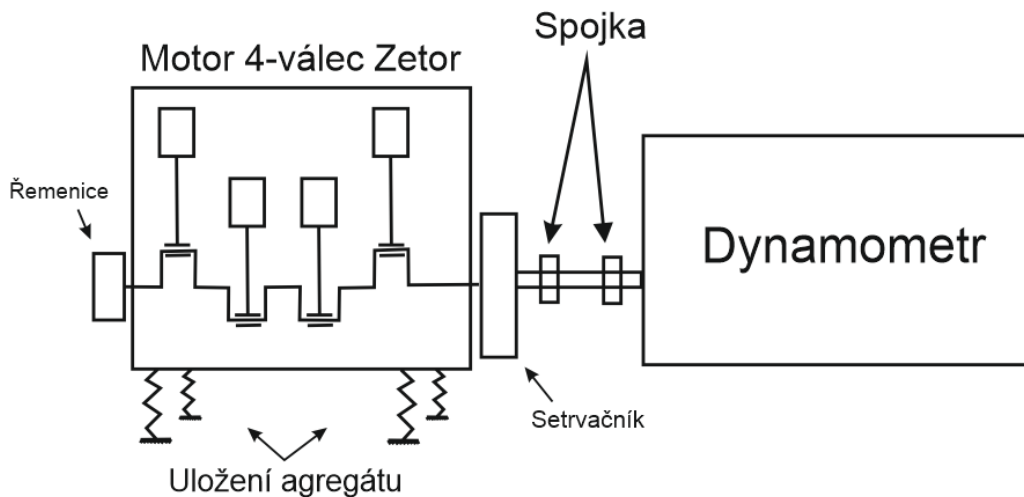 Spojka
Motor 4-válec Zetor
Řemenice
Dynamometr
Setrvačník
Uložení agregátu